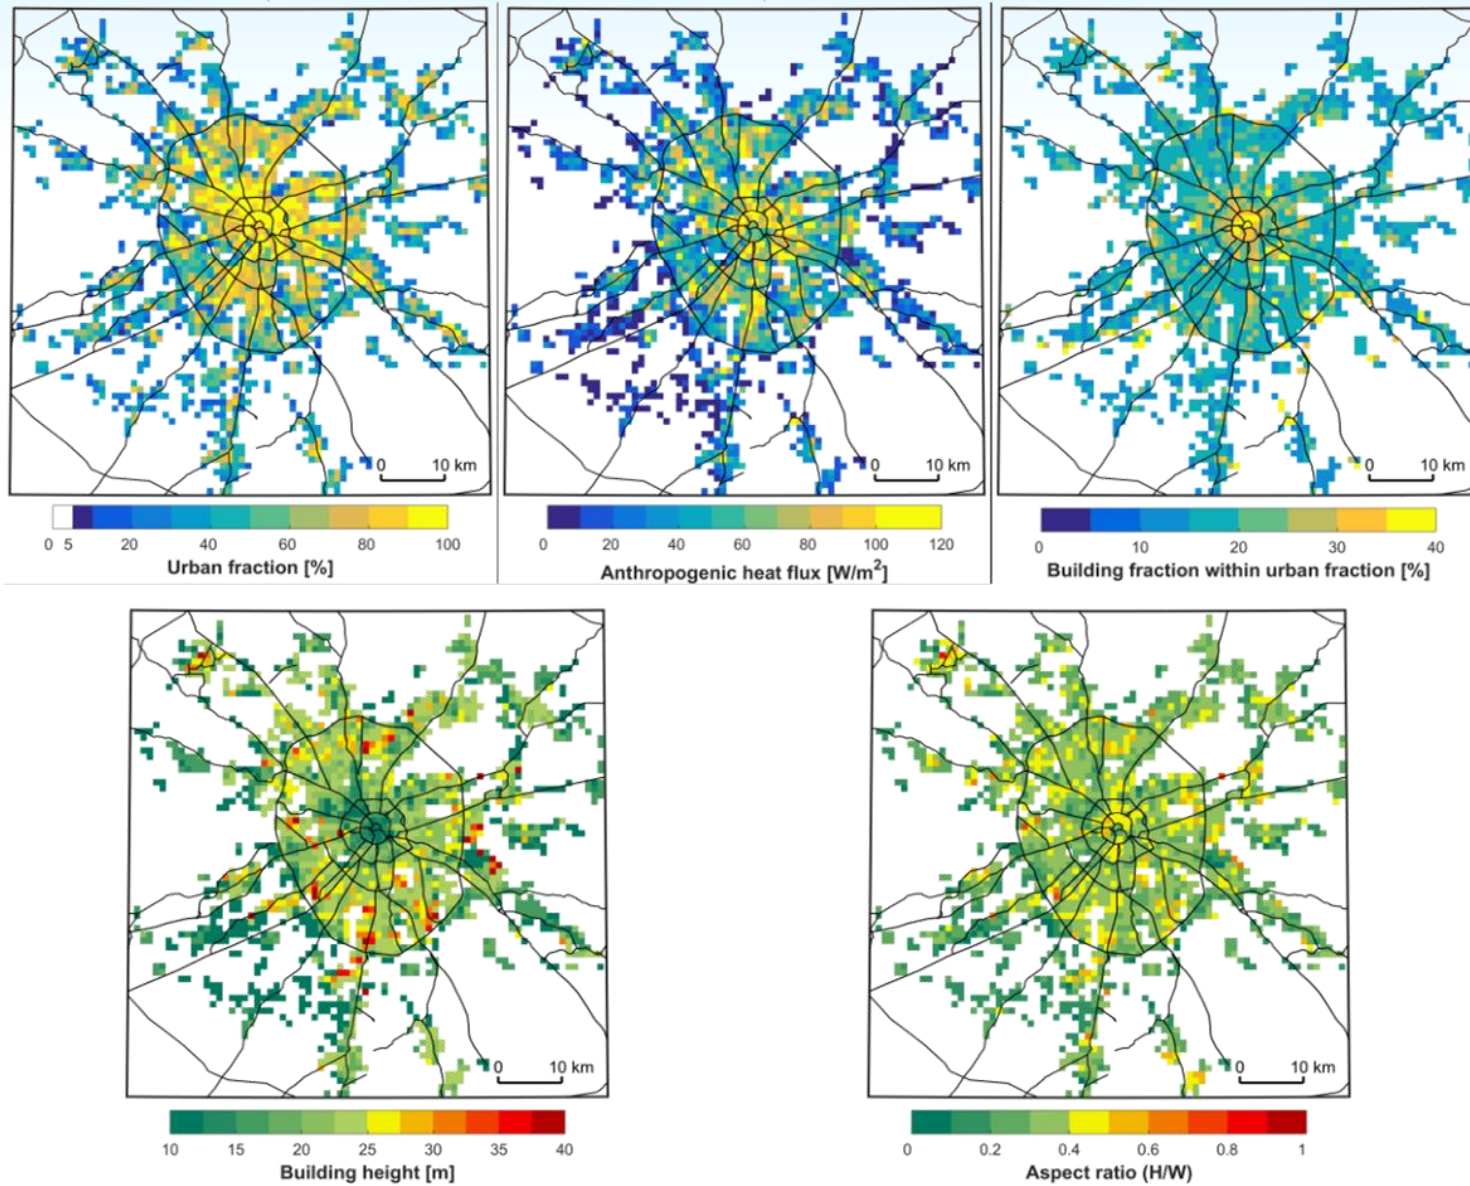 0 10 km
0 10 km
0 10 km
0 5 20 40 60 80 100
Urban fraction [%]
0 20 40 60 80 100 120
Anthropogenic heat flux [W/m²]
0 10 20 30 40
Building fraction within urban fraction [%]
0 10 km
0 10 km
10 15 20 25 30 35 40
Building height [m]
0 0.2 0.4 0.6 0.8 1
Aspect ratio (H/W)